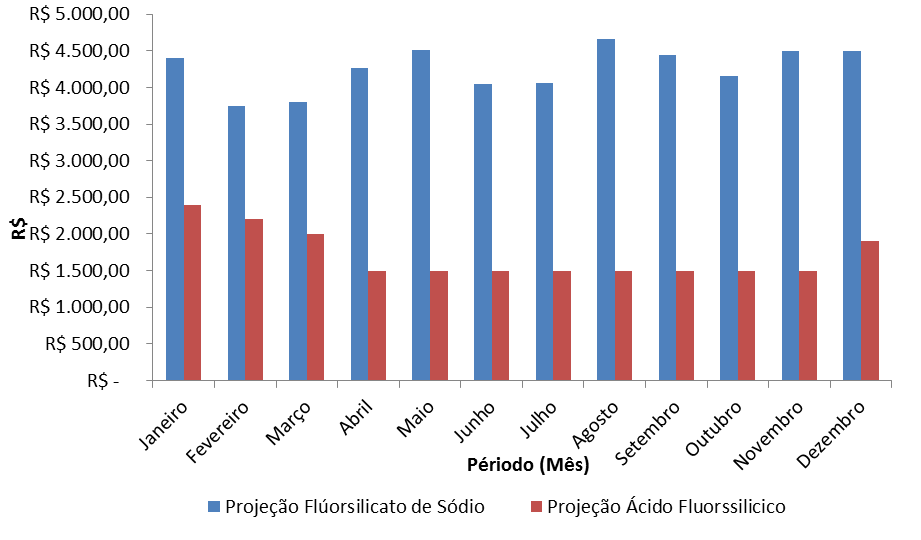 R$ 5.000,00
R$ 4.500,00
R$ 4.000,00
R$ 3.500,00
R$ 3.000,00
R$ 2.500,00
R$ 2.000,00
R$ 1.500,00
R$ 1.000,00
R$ 500,00
R$ -
R$
Janeiro
Fevereiro
Março
Abril
Maio
Junho
Julho
Agosto
Setembro
Outubro
Novembro
Dezembro
Périodo (Mês)
Projeção Flúorsilicato de Sódio
Projeção Ácido Fluorssilicico